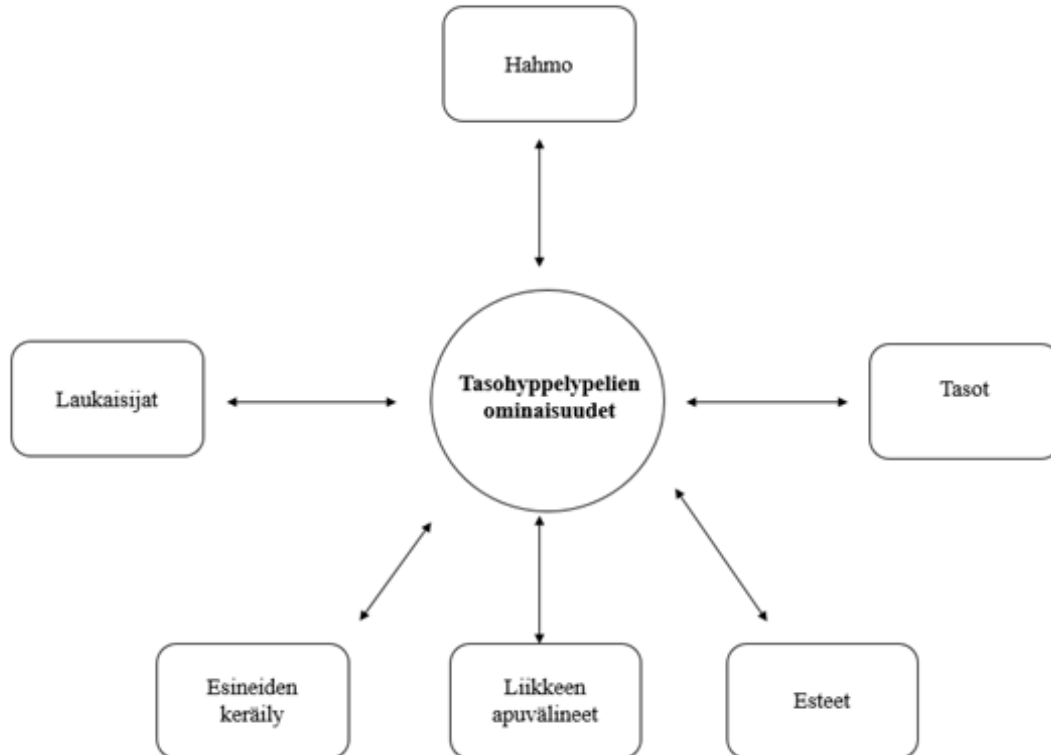 Hahmo
Laukaisijat
Tasohyppelypelien
ominaisuudet
Tasot
Esineiden
keräily
Liikkeen
apuvälineet
Esteet